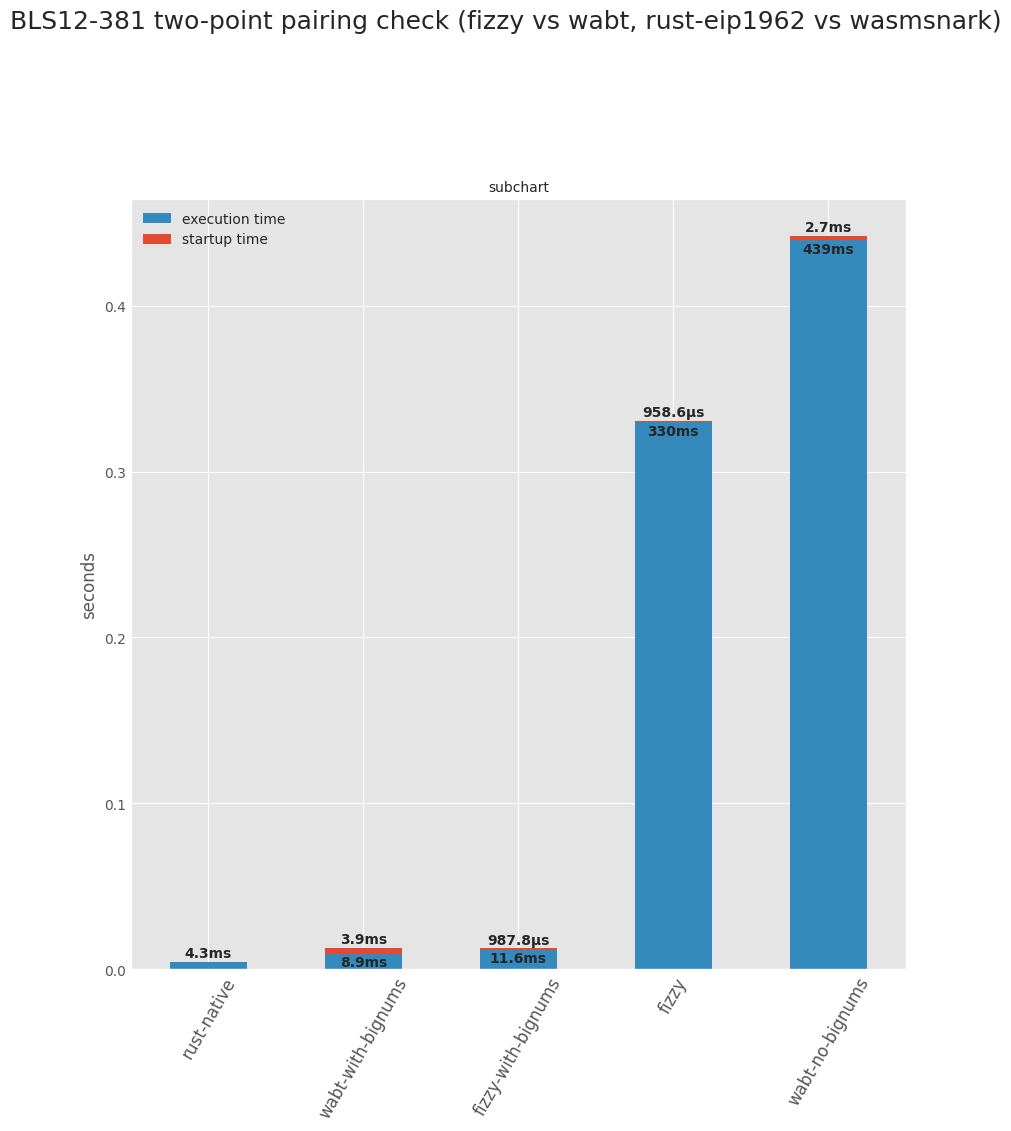 BLS12-381 two-point pairing check (fizzy vs wabt, rust-eip1962 vs wasmsnark)
subchart
execution time
startup time
seconds
0.4
0.3
0.2
0.1
0.0
4.3ms
3.9ms
8.9ms
987.8µs
11.6ms
958.6µs
330ms
2.7ms
439ms
rust-native
wabt-with-bignums
fizzy-with-bignums
fizzy
wabt-no-bignums